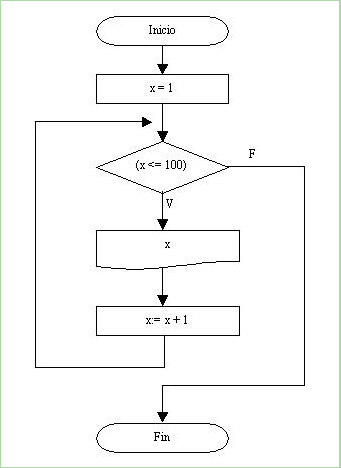 Inicio
x = 1
(x <= 100)
F
V
x
x:= x + 1
Fin